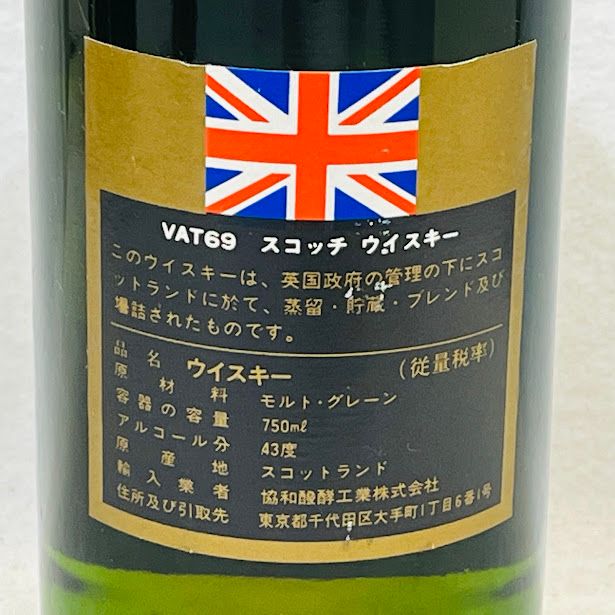 VAT69 スコッチ ウイスキー
このウイスキーは、英国政府の管理の下にスコ
ットランドに於て、蒸留・貯蔵・ブレンド及び
壜詰されたものです。
品名 ウイスキー (従量税率)
原材料 モルト・グレーン
容器の容量 750mℓ
アルコール分 43度
原産地 スコットランド
輸入業者 協和醗酵工業株式会社
住所及び引取先 東京都千代田区大手町1丁目6番1号